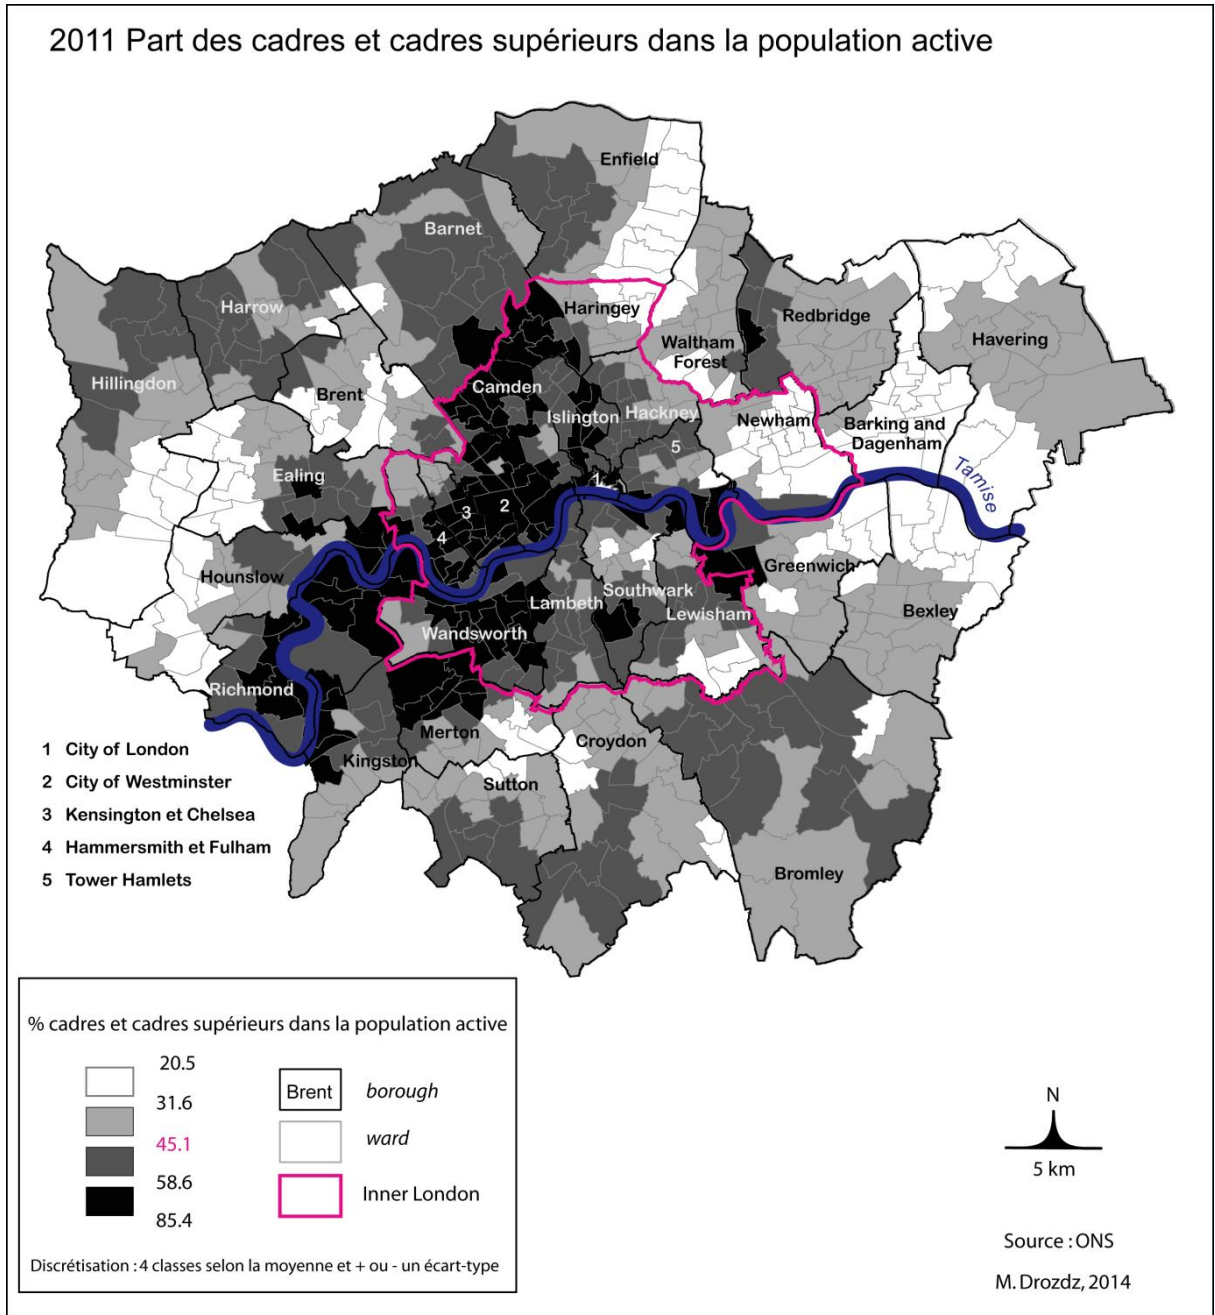 2011 Part des cadres et cadres supérieurs dans la population active
Enfield
Barnet
Harrow
Haringey
Redbridge
Waltham
Forest
Havering
Hillingdon
Camden
Brent
Islington
Hackney
Newham
Barking and
Dagenham
5
Ealing
Tamise
1
2
3
4
Hounslow
Greenwich
Southwark
Lambeth
Lewisham
Bexley
Wandsworth
Richmond
Merton
Croydon
Kingston
Sutton
Bromley
1 City of London
2 City of Westminster
3 Kensington et Chelsea
4 Hammersmith et Fulham
5 Tower Hamlets
% cadres et cadres supérieurs dans la population active
20.5
31.6
45.1
58.6
85.4
Brent borough
ward
Inner London
Discrétisation : 4 classes selon la moyenne et + ou - un écart-type
N
5 km
Source : ONS
M. Drozdz, 2014